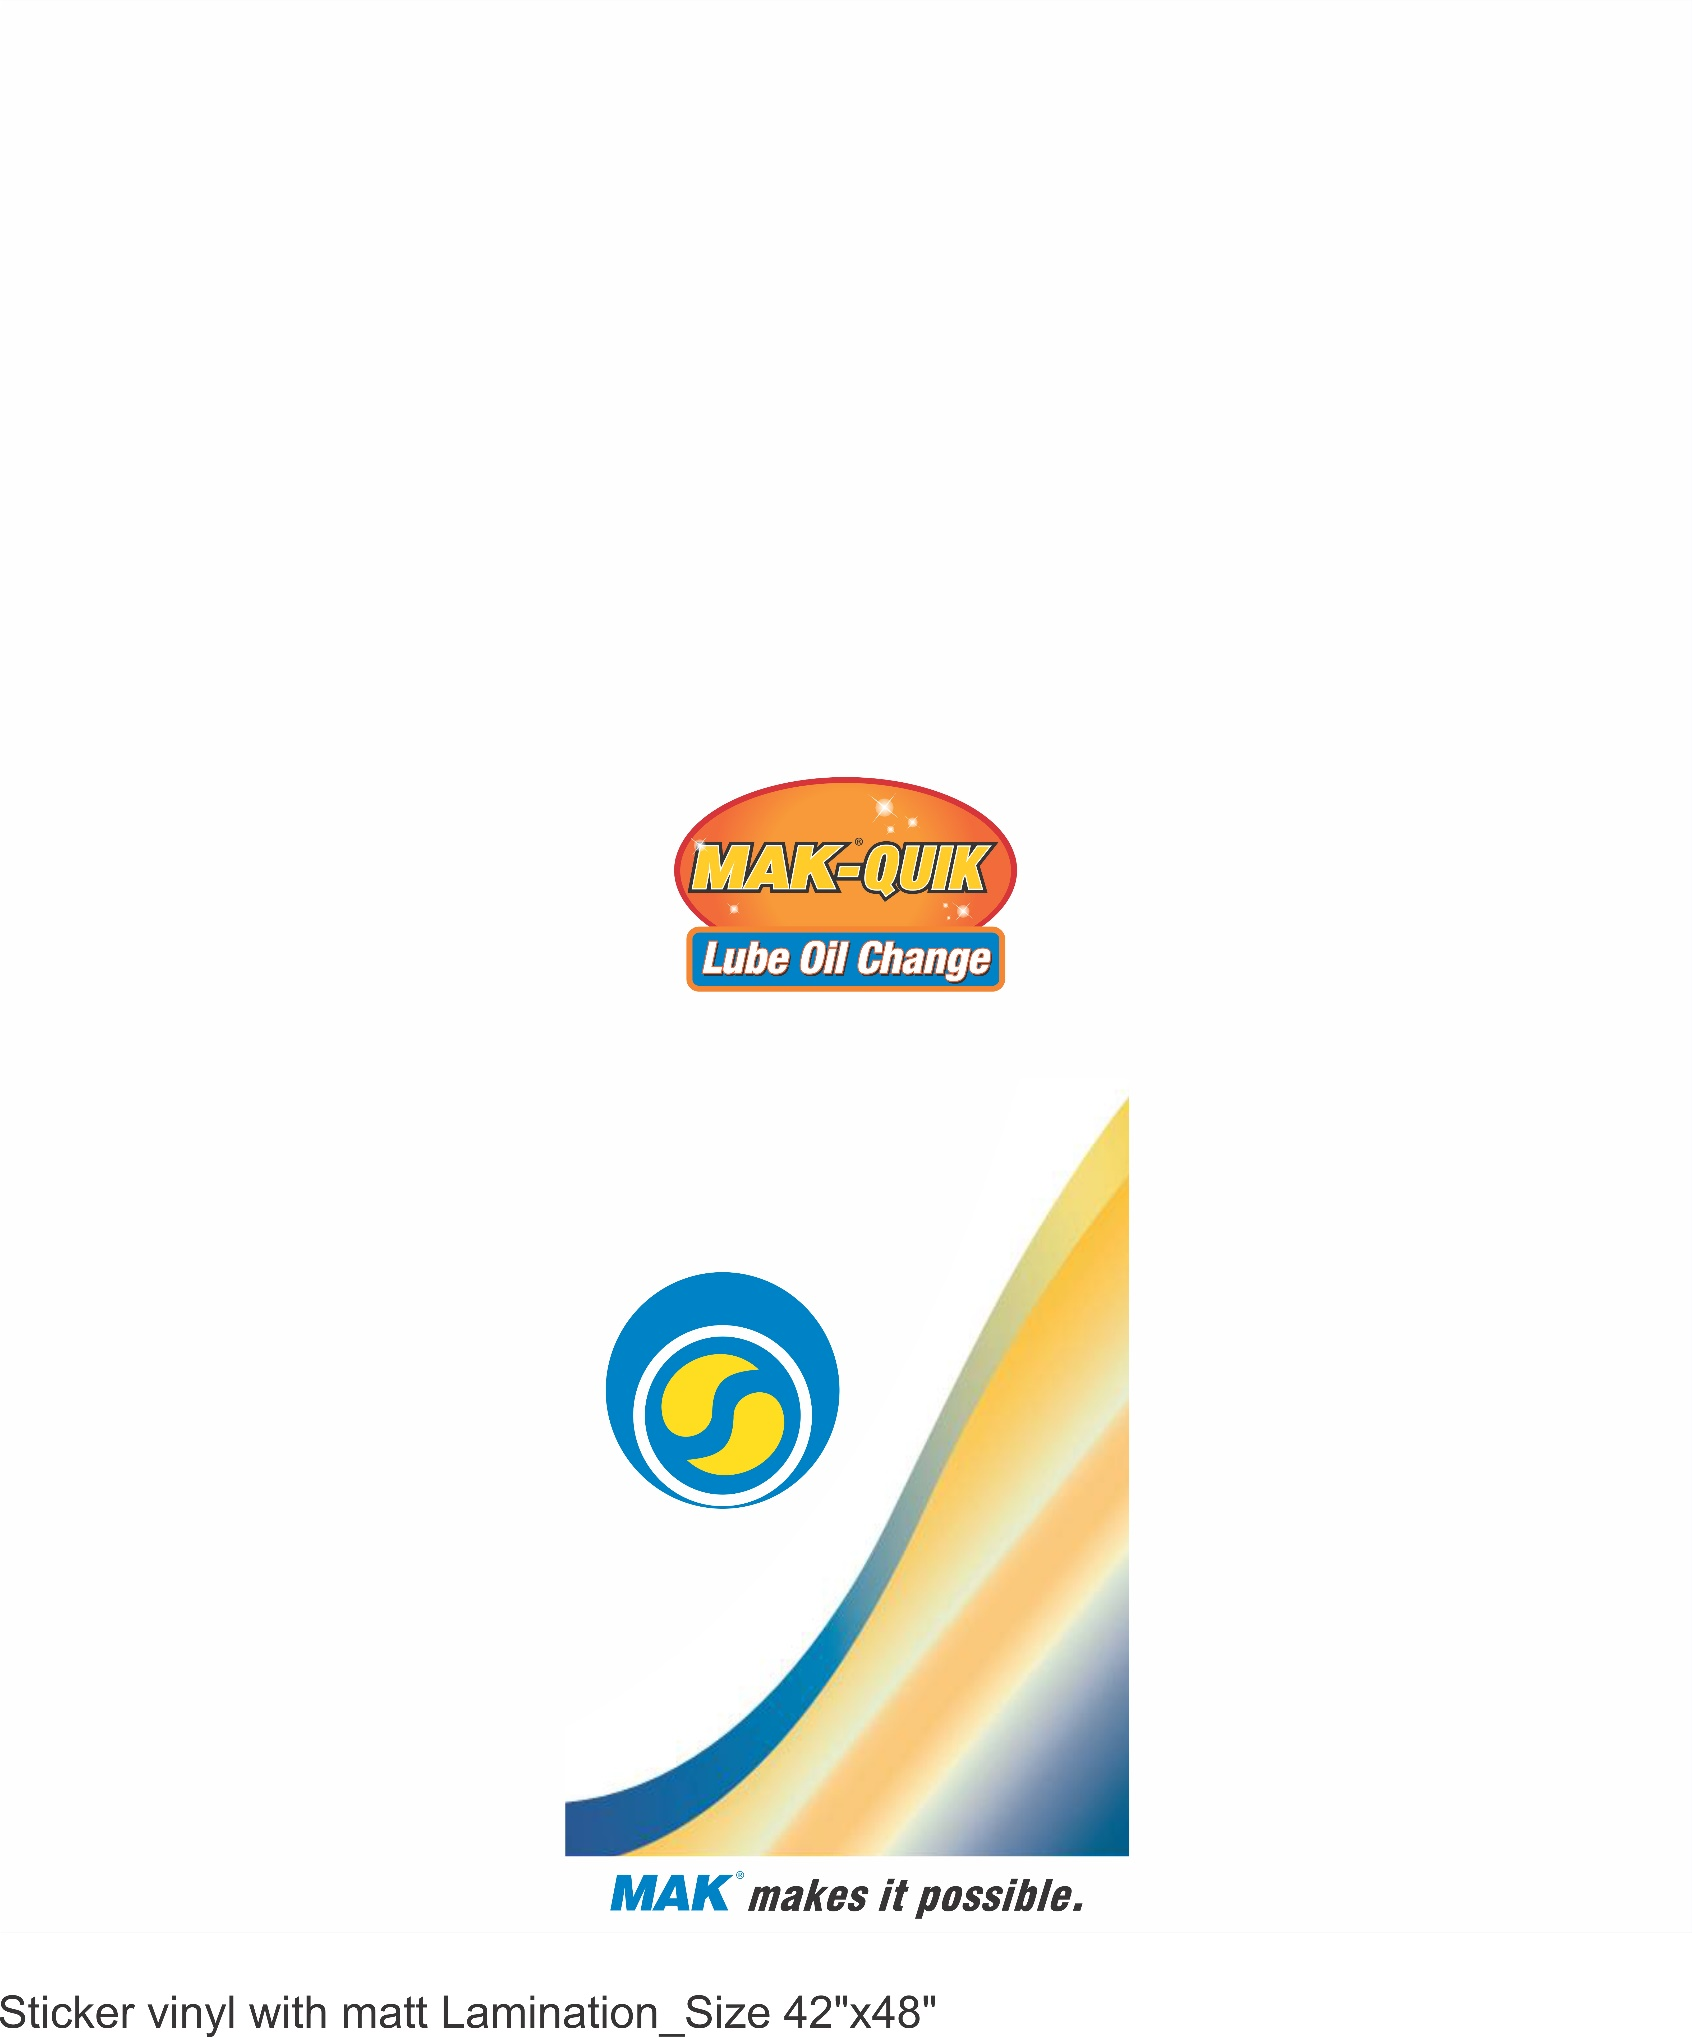 MAK®-QUIK
Lube Oil Change
MAK® makes it possible.
Sticker vinyl with matt Lamination_Size 42"x48"